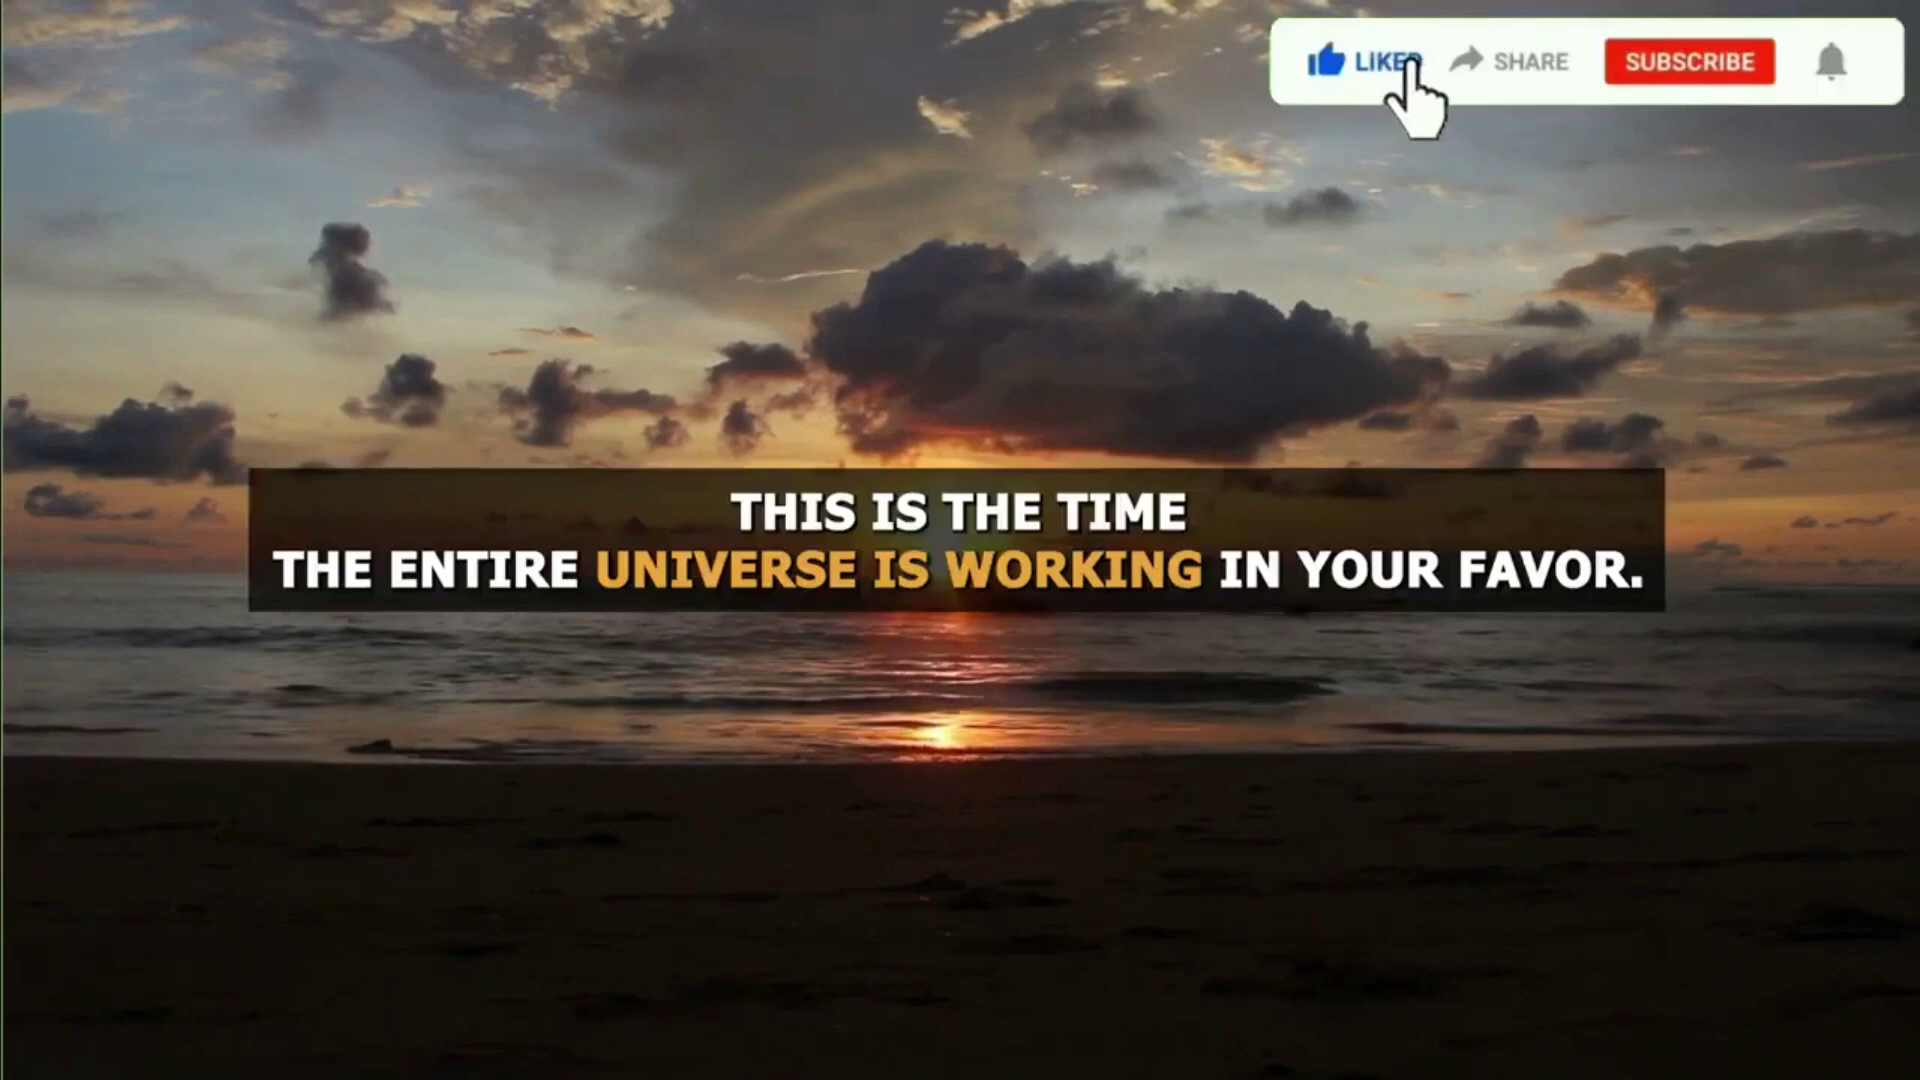 LIKED SHARE SUBSCRIBE
THIS IS THE TIME
THE ENTIRE UNIVERSE IS WORKING IN YOUR FAVOR.